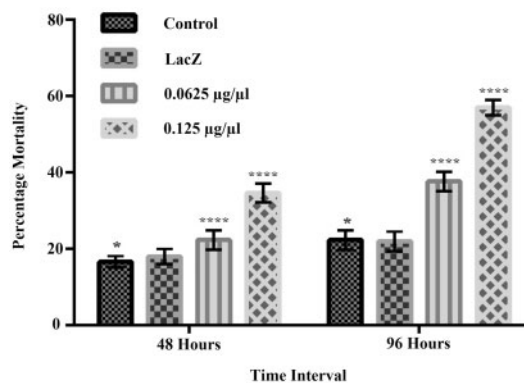 80
60
40
20
0
Percentage Mortality
Control
LacZ
0.0625 µg/µl
0.125 µg/µl
*
****
****
*
****
****
48 Hours
96 Hours
Time Interval